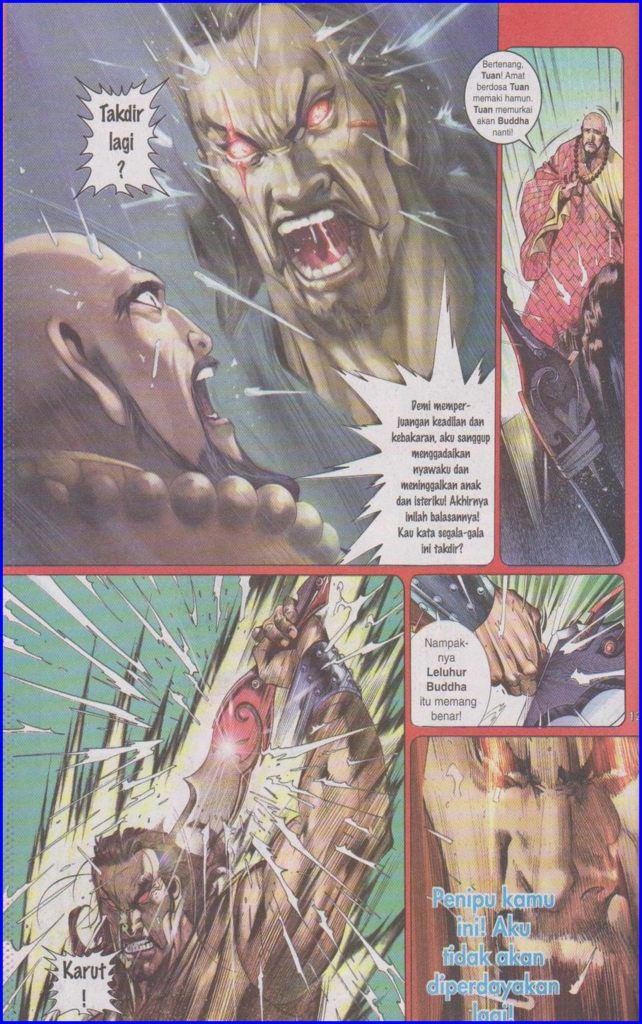 Takdir
lagi
?
Demi memper-
juangan keadilan dan
kebakaran, aku sanggup
menggadaikan
nyawaku dan
meninggalkan anak
dan isteriku! Akhirnya
inilah balasannya!
Kau kata segala-gala
ini takdir?
Bertenang,
Tuan! Amat
berdosa Tuan
memaki hamun.
Tuan memurkai
akan Buddha
nanti!
Karut
!
Nampak-
nya
Leluhur
Buddha
itu memang
benar!
Penipu kamu
ini! Aku
tidak akan
diperdayakan
lagi!